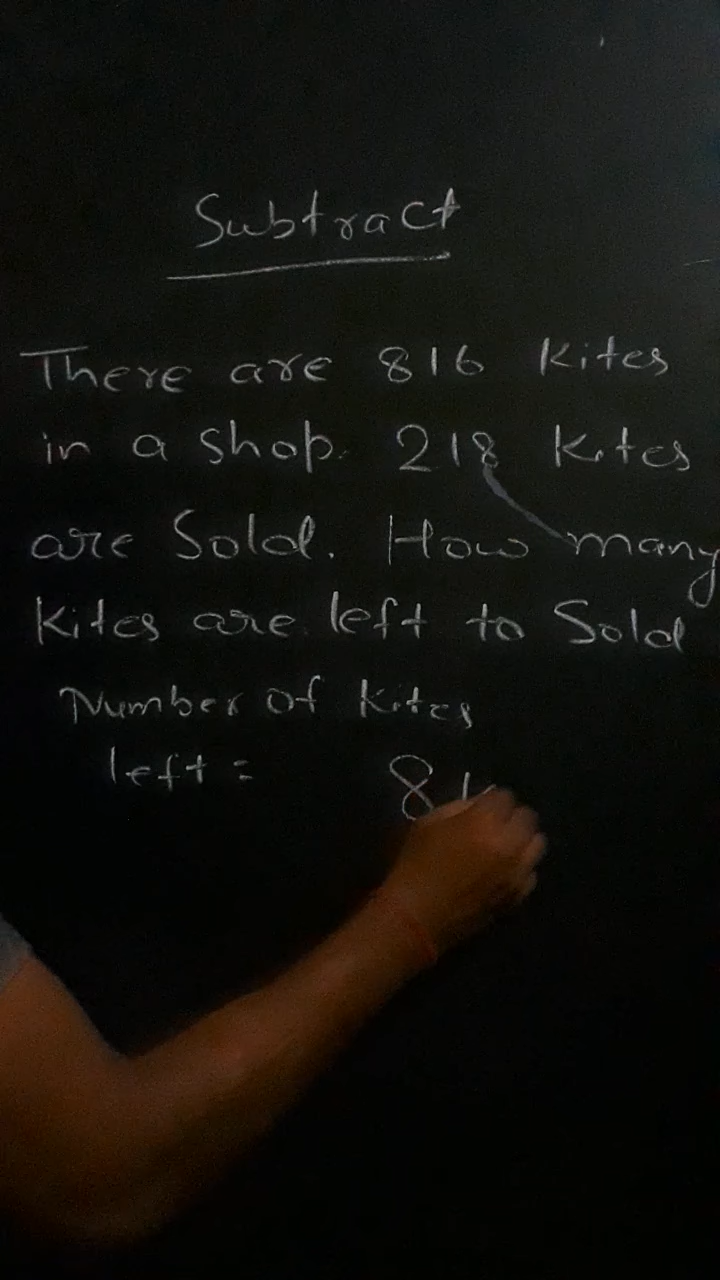 Subtract
There are 816 Kites
in a shop. 218 Kites
are Sold. How many
Kites are left to Sold
Number of Kites
left = 81